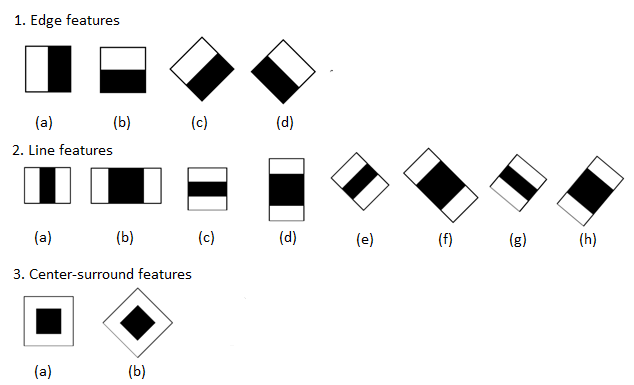 1. Edge features
(a) (b) (c) (d)
2. Line features
(a) (b) (c) (d) (e) (f) (g) (h)
3. Center-surround features
(a) (b)